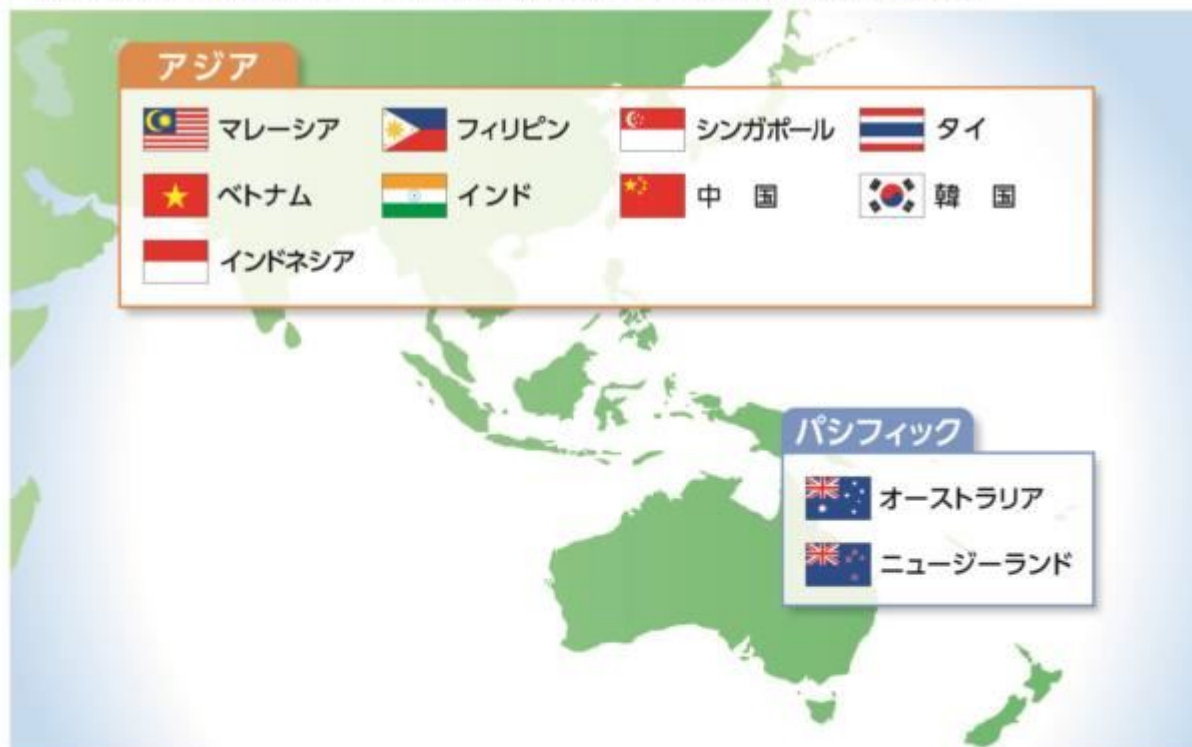 アジア
マレーシア フィリピン シンガポール タイ
ベトナム インド 中 国 韓 国
インドネシア
パシフィック
オーストラリア
ニュージーランド